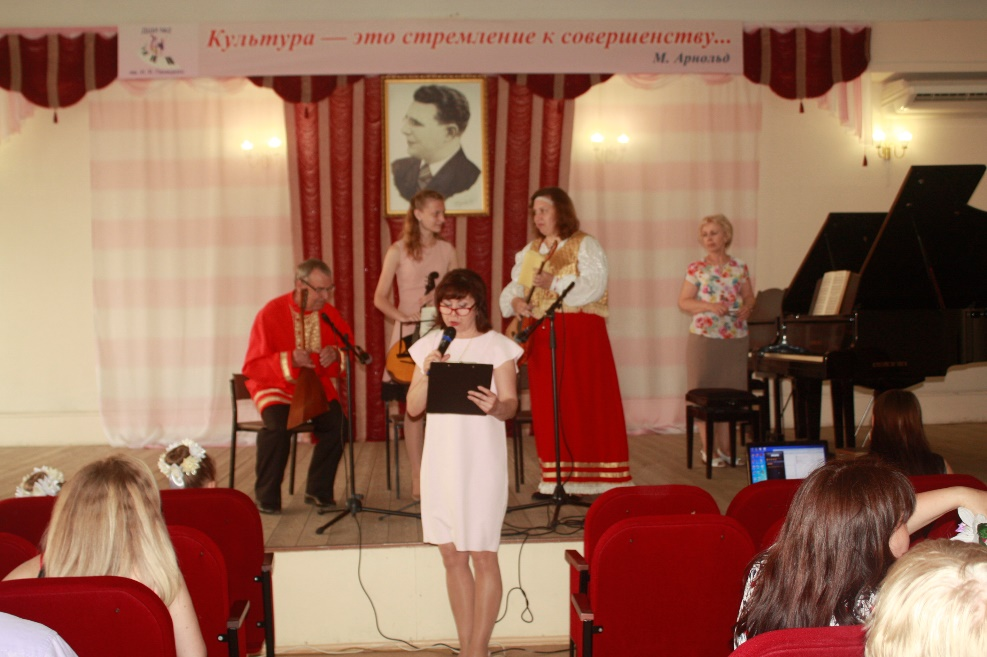 Культура — это стремление к совершенству...
М. Арнольд